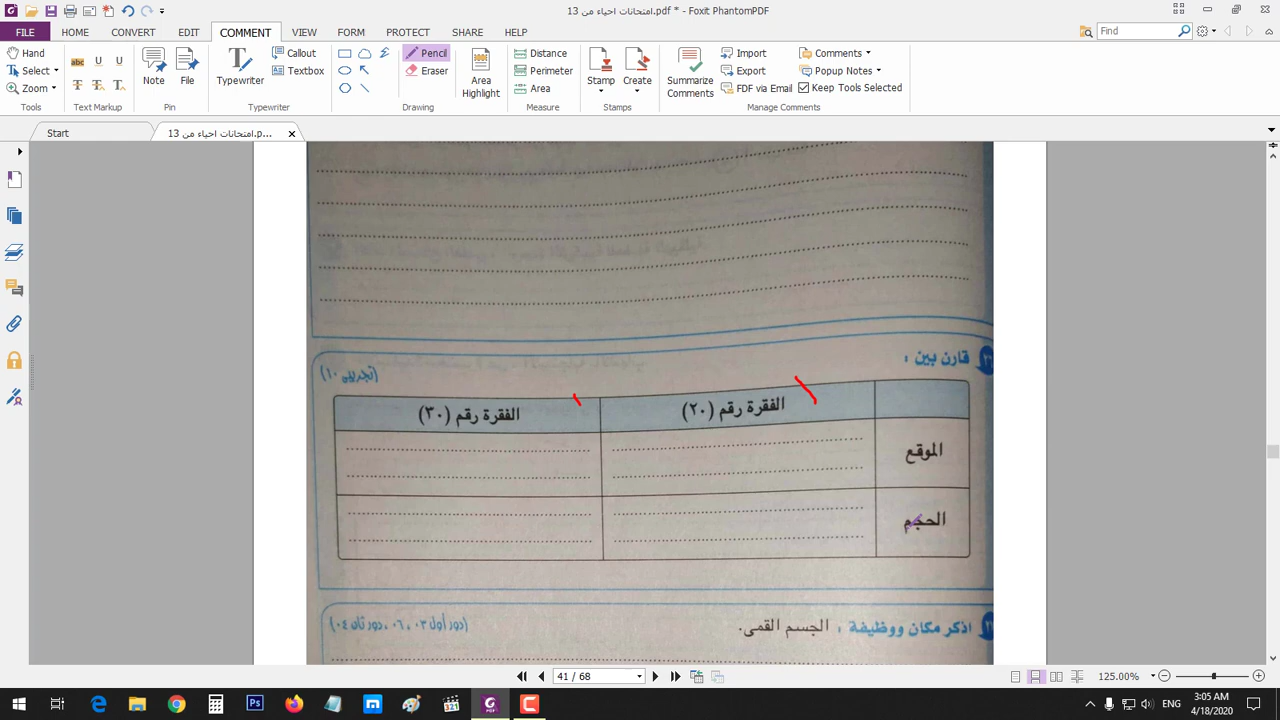 امتحانات احياء من 13.pdf * - Foxit PhantomPDF
FILE HOME CONVERT EDIT COMMENT VIEW FORM PROTECT SHARE HELP
Find
Hand
Select
Zoom
Tools
Text Markup
Note
File
Pin
Typewriter
Callout
Textbox
Typewriter
Pencil
Eraser
Drawing
Area Highlight
Distance
Perimeter
Area
Measure
Stamp
Create
Stamps
Summarize Comments
Import
Export
FDF via Email
Comments
Popup Notes
Keep Tools Selected
Manage Comments
Start
امتحانات احياء من 13.p...
قارن بين :
(تجريبى ١٠)
الفقرة رقم (٢٠) الفقرة رقم (٣٠)
الموقع
الحجم
اذكر مكان ووظيفة : الجسم القمى.
(دور أول ٠٣ ، ٠٦ ، دور ثان ٠٤)
41 / 68
125.00%
3:05 AM
4/18/2020